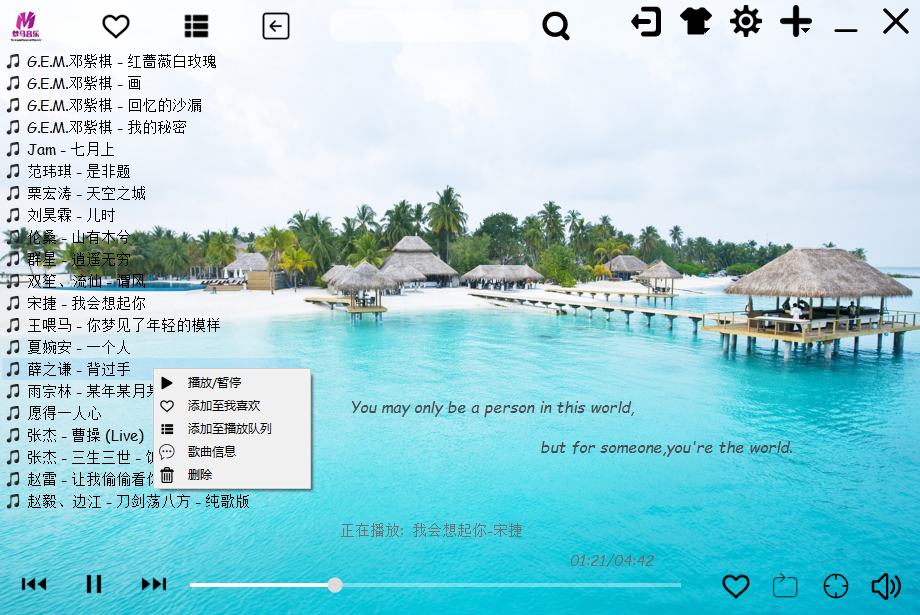 梦马音乐
G.E.M.邓紫棋 - 红蔷薇白玫瑰
G.E.M.邓紫棋 - 画
G.E.M.邓紫棋 - 回忆的沙漏
G.E.M.邓紫棋 - 我的秘密
Jam - 七月上
范玮琪 - 是非题
栗宏涛 - 天空之城
刘昊霖 - 儿时
伦桑 - 山有木兮
群星 - 逍遥无穷
双笙、流仙 - 谓风
宋捷 - 我会想起你
王喂马 - 你梦见了年轻的模样
夏婉安 - 一个人
薛之谦 - 背过手
雨宗林 - 某年某月某
愿得一人心
张杰 - 曹操 (Live)
张杰 - 三生三世 -
赵雷 - 让我偷偷看你
赵毅、边江 - 刀剑荡八方 - 纯歌版
播放/暂停
添加至我喜欢
添加至播放队列
歌曲信息
删除
You may only be a person in this world,
but for someone,you're the world.
正在播放: 我会想起你-宋捷
01:21/04:42